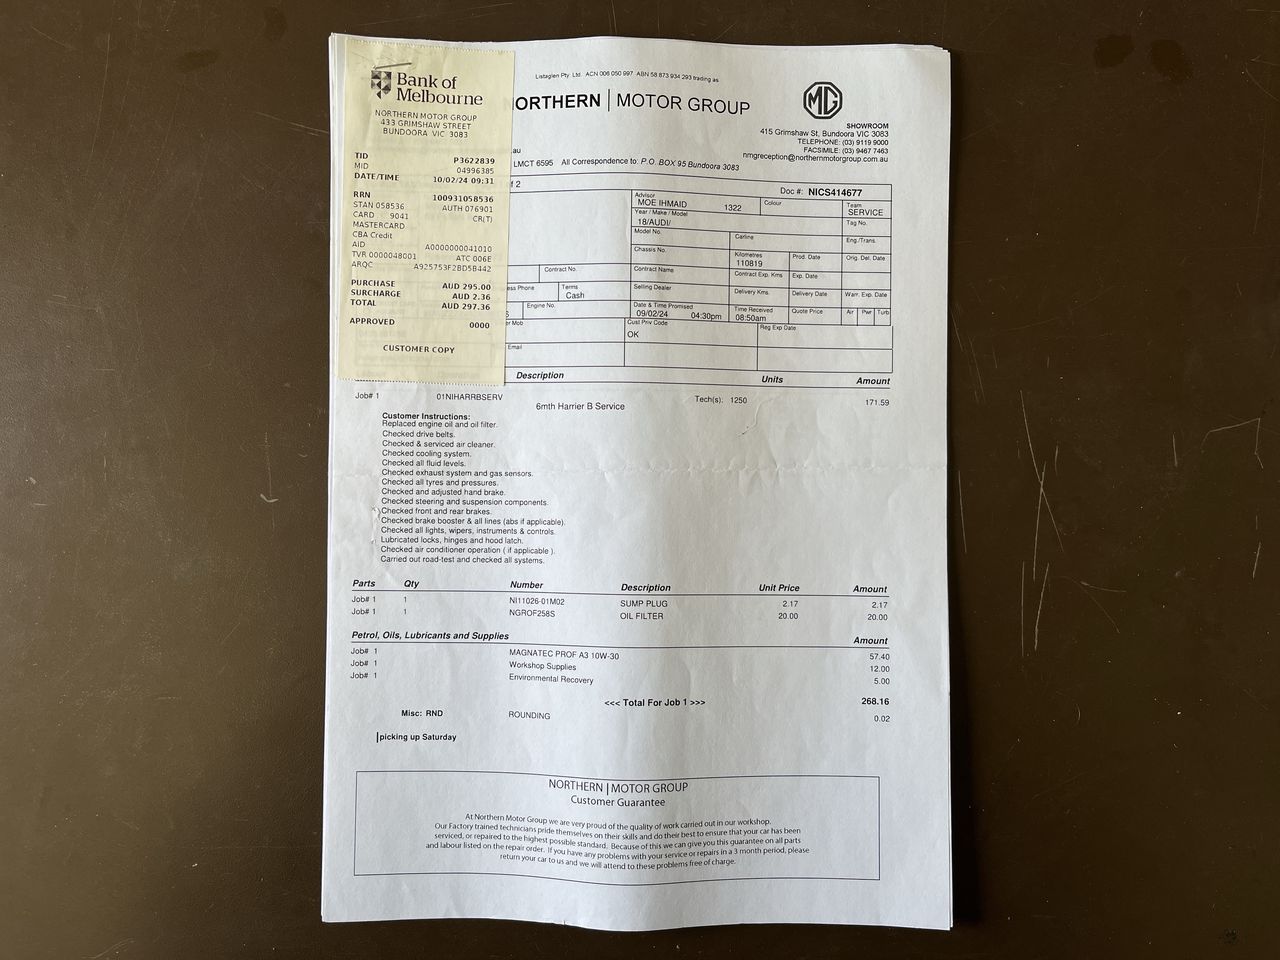 Bank of
Melbourne
NORTHERN MOTOR GROUP
433 GRIMSHAW STREET
BUNDOORA VIC 3083
TID P3622839
MID 04996385
DATE/TIME 10/02/24 09:31
RRN 100931058536
STAN 058536 AUTH 076901
CARD 9041 CR(T)
MASTERCARD
CBA Credit
AID A0000000041010
TVR 0000048001 ATC 006E
ARQC A925753F2BD5B442
PURCHASE AUD 295.00
SURCHARGE AUD 2.36
TOTAL AUD 297.36
APPROVED 0000
CUSTOMER COPY
Listaglen Pty. Ltd. ACN 006 050 997 ABN 58 873 934 293 trading as
ORTHERN | MOTOR GROUP
MG
SHOWROOM
415 Grimshaw St, Bundoora VIC 3083
TELEPHONE: (03) 9119 9000
FACSIMILE: (03) 9467 7463
nmgreception@northernmotorgroup.com.au
au
LMCT 6595 All Correspondence to: P.O. BOX 95 Bundoora 3083
f 2
Doc #: NICS414677
Advisor
MOE IHMAID 1322
Colour
Team
SERVICE
Year / Make / Model
18/AUDI/
Tag No.
Model No.
Carline
Eng./Trans.
Chassis No.
Kilometres
110819
Prod. Date
Orig. Del. Date
Contract No.
Contract Name
Contract Exp. Kms
Exp. Date
ess Phone
Terms
Cash
Selling Dealer
Delivery Kms.
Delivery Date
Warr. Exp. Date
Engine No.
Date & Time Promised
09/02/24 04:30pm
Time Received
08:50am
Quote Price
Air Pwr Turb
er Mob
Cust Priv Code
OK
Reg Exp Date
Email
Description Units Amount
Job# 1 01NIHARRBSERV Tech(s): 1250 171.59
6mth Harrier B Service
Customer Instructions:
Replaced engine oil and oil filter.
Checked drive belts.
Checked & serviced air cleaner.
Checked cooling system.
Checked all fluid levels.
Checked exhaust system and gas sensors.
Checked all tyres and pressures.
Checked and adjusted hand brake.
Checked steering and suspension components.
Checked front and rear brakes.
Checked brake booster & all lines (abs if applicable).
Checked all lights, wipers, instruments & controls.
Lubricated locks, hinges and hood latch.
Checked air conditioner operation ( if applicable ).
Carried out road-test and checked all systems.
Parts Qty Number Description Unit Price Amount
Job# 1 1 NI11026-01M02 SUMP PLUG 2.17 2.17
Job# 1 1 NGROF258S OIL FILTER 20.00 20.00
Petrol, Oils, Lubricants and Supplies Amount
Job# 1 MAGNATEC PROF A3 10W-30 57.40
Job# 1 Workshop Supplies 12.00
Job# 1 Environmental Recovery 5.00
<<< Total For Job 1 >>> 268.16
Misc: RND ROUNDING 0.02
picking up Saturday
NORTHERN | MOTOR GROUP
Customer Guarantee
At Northern Motor Group we are very proud of the quality of work carried out in our workshop.
Our Factory trained technicians pride themselves on their skills and do their best to ensure that your car has been
serviced, or repaired to the highest possible standard. Because of this we can give you this guarantee on all parts
and labour listed on the repair order. If you have any problems with your service or repairs in a 3 month period, please
return your car to us and we will attend to these problems free of charge.